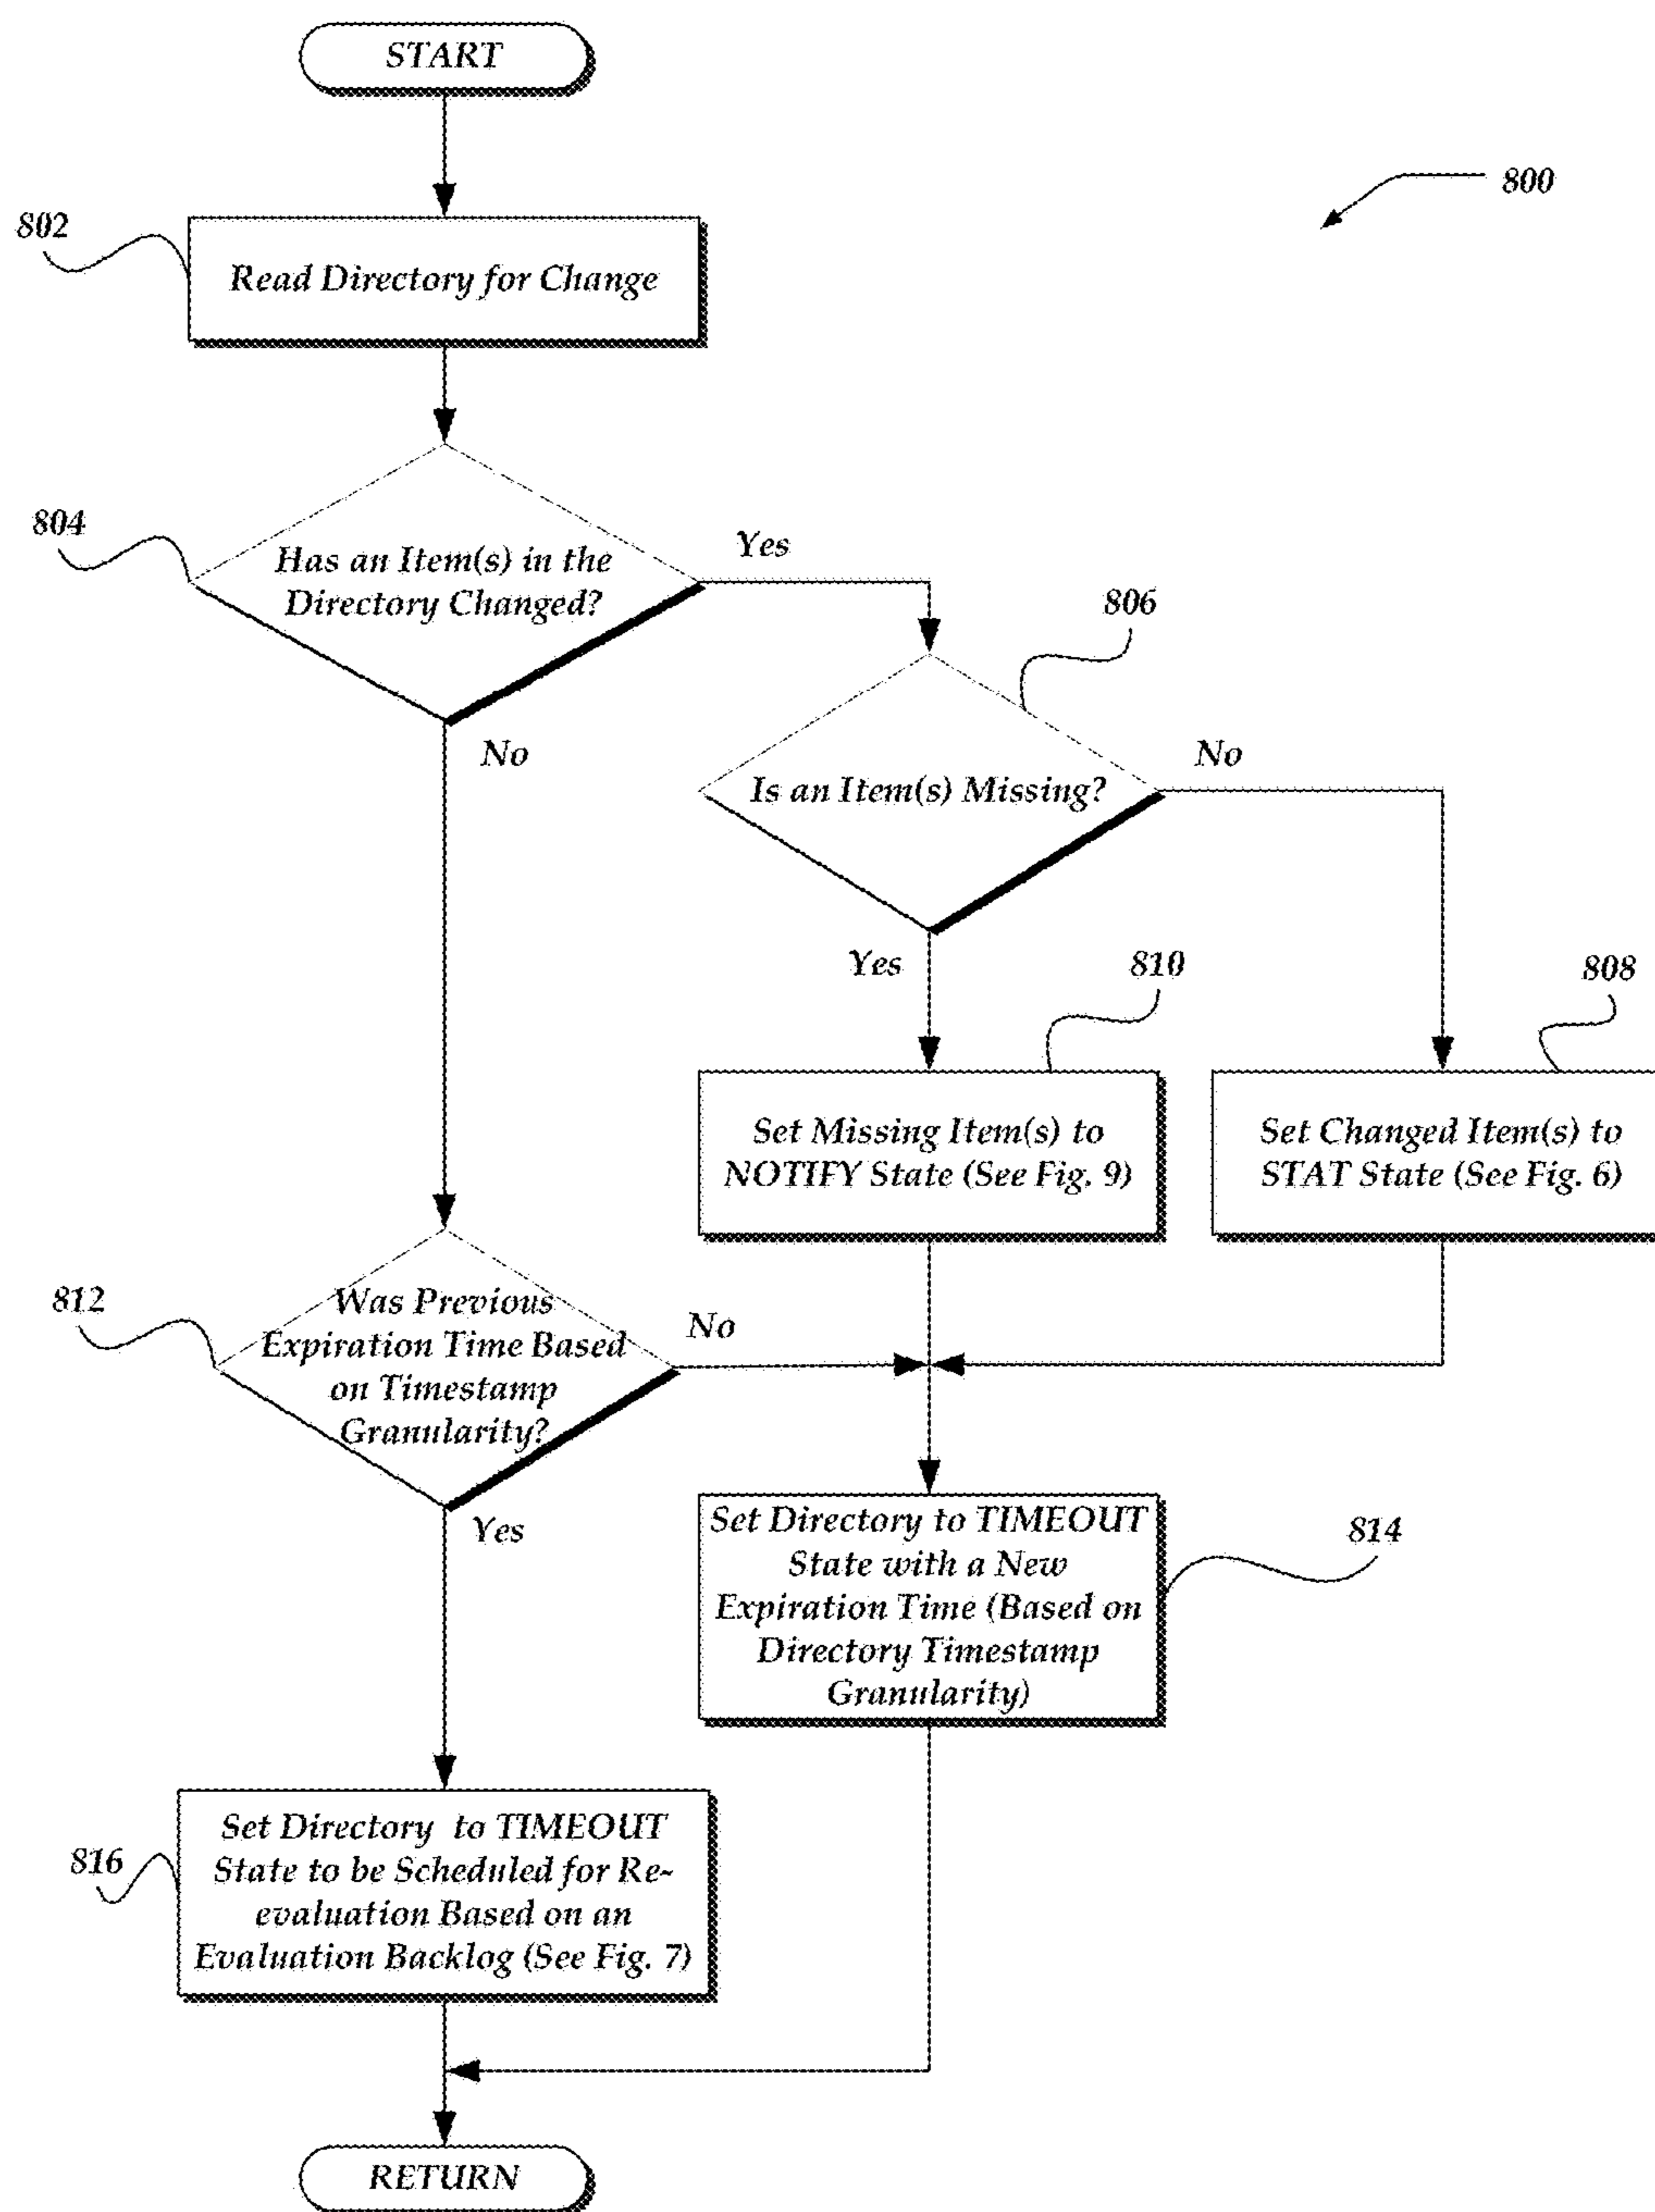 START
800
802
Read Directory for Change
804
Has an Item(s) in the
Directory Changed?
Yes
No
806
Is an Item(s) Missing?
No
Yes
810
808
Set Missing Item(s) to
NOTIFY State (See Fig. 9)
Set Changed Item(s) to
STAT State (See Fig. 6)
812
Was Previous
Expiration Time Based
on Timestamp
Granularity?
No
Yes
814
Set Directory to TIMEOUT
State with a New
Expiration Time (Based on
Directory Timestamp
Granularity)
816
Set Directory to TIMEOUT
State to be Scheduled for Re-
evaluation Based on an
Evaluation Backlog (See Fig. 7)
RETURN